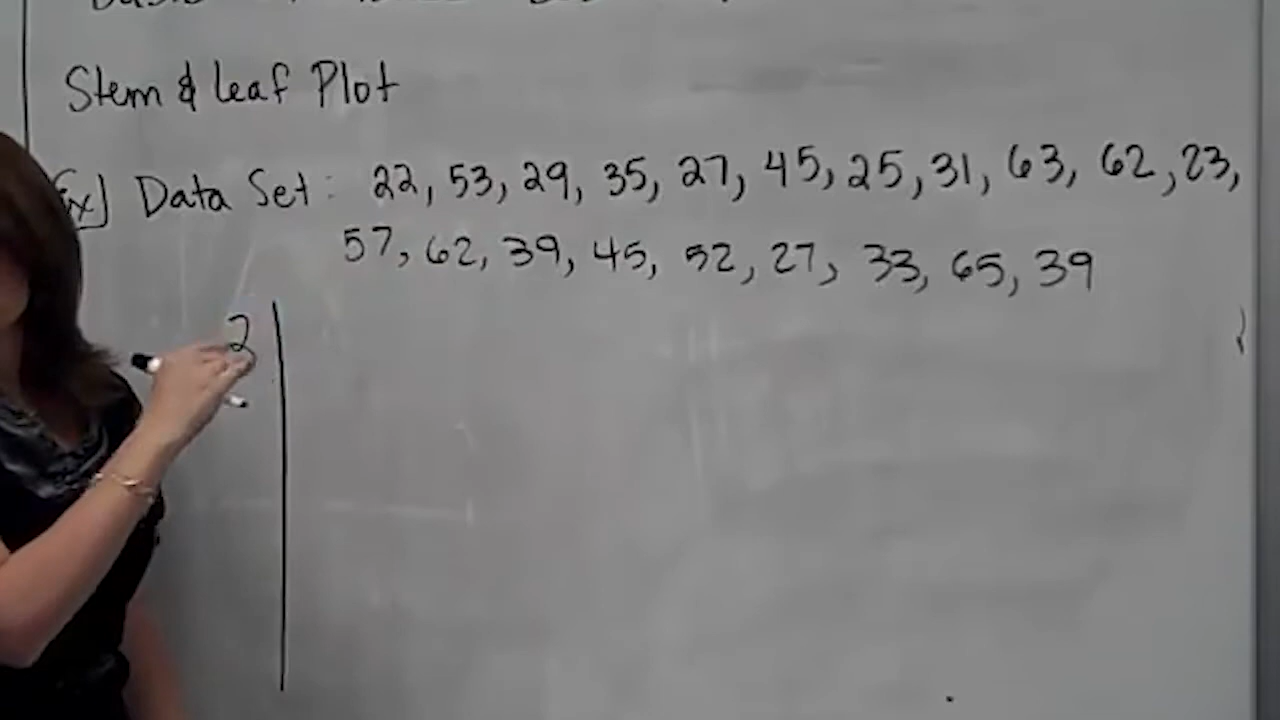 Stem & Leaf Plot
Ex] Data Set: 22, 53, 29, 35, 27, 45, 25, 31, 63, 62, 23,
57, 62, 39, 45, 52, 27, 33, 65, 39
2